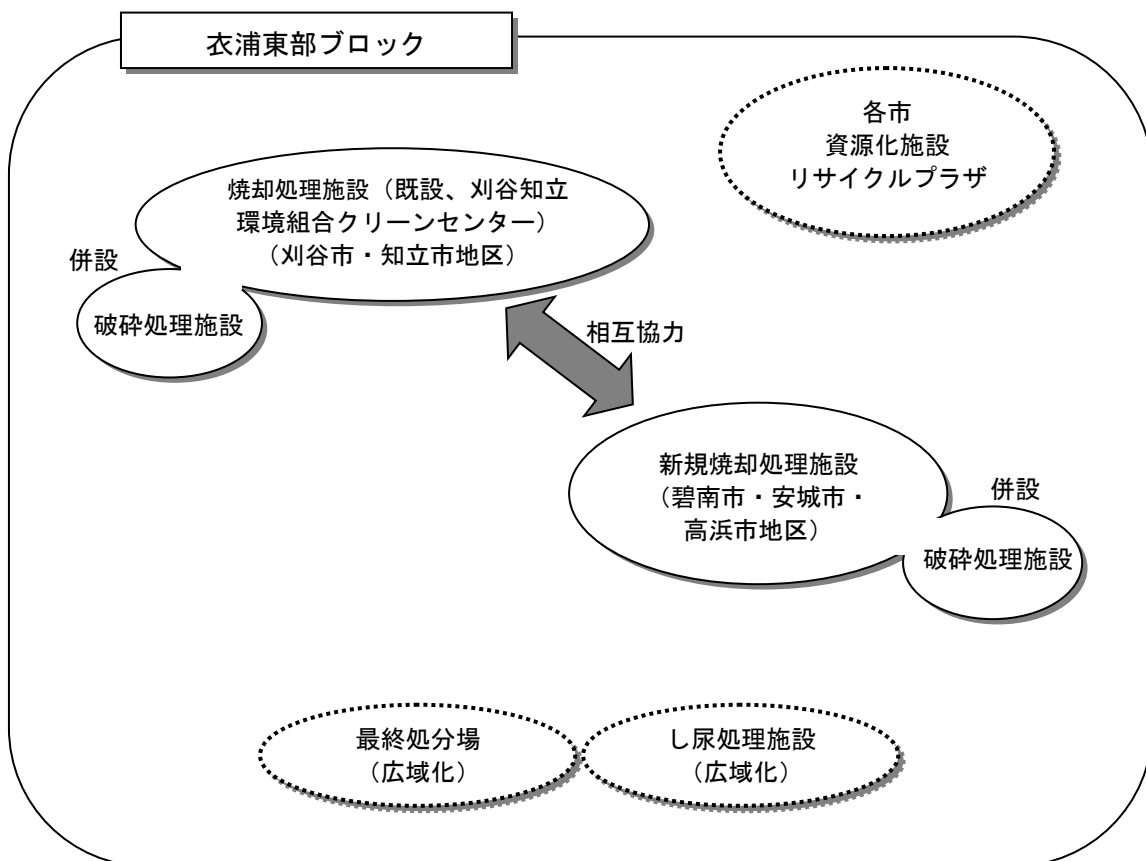 衣浦東部ブロック
各市
資源化施設
リサイクルプラザ
焼却処理施設（既設、刈谷知立
環境組合クリーンセンター）
（刈谷市・知立市地区）
併設
破砕処理施設
相互協力
新規焼却処理施設
（碧南市・安城市・
高浜市地区）
併設
破砕処理施設
最終処分場
（広域化）
し尿処理施設
（広域化）